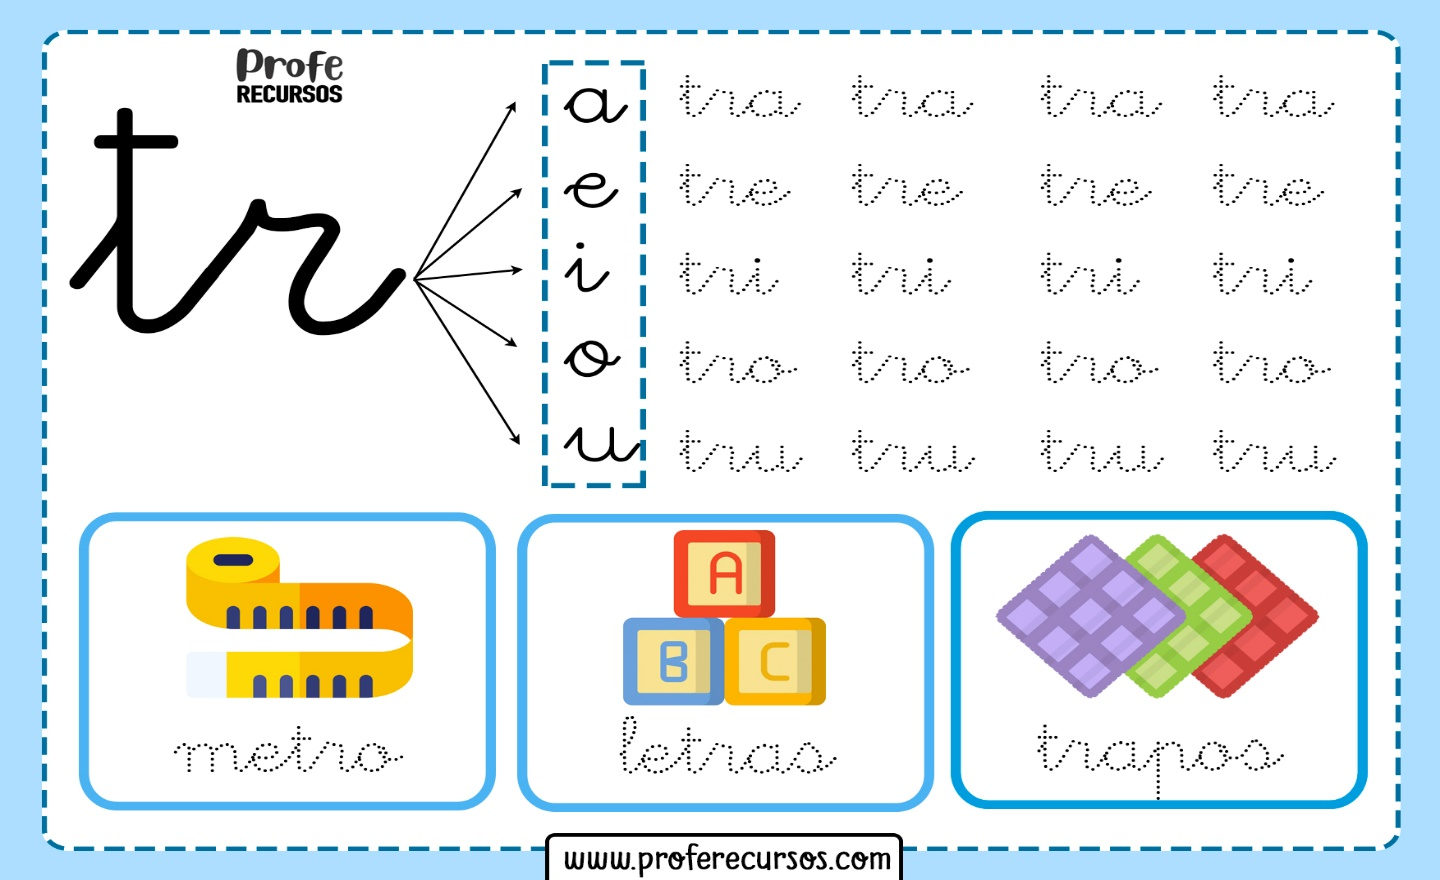 Profe
RECURSOS
tr
a tra tra tra tra
e tre tre tre tre
i tri tri tri tri
o tro tro tro tro
u tru tru tru tru
A
B C
metro letras trapos
www.proferecursos.com